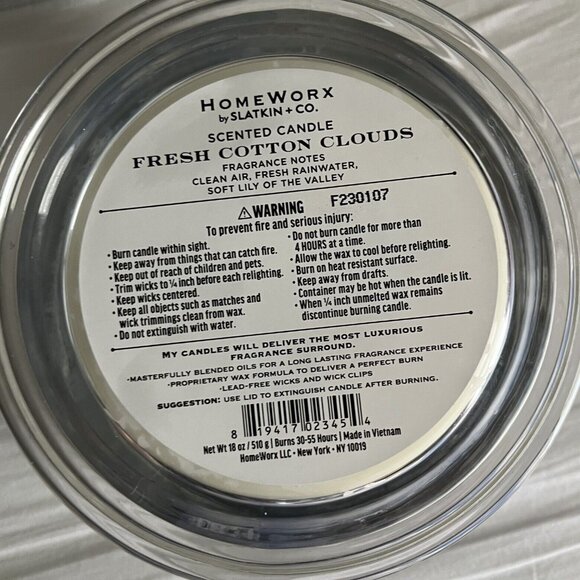 HOMEWORX
by SLATKIN + CO.
SCENTED CANDLE
FRESH COTTON CLOUDS
FRAGRANCE NOTES
CLEAN AIR, FRESH RAINWATER,
SOFT LILY OF THE VALLEY
⚠WARNING F230107
To prevent fire and serious injury:
• Burn candle within sight.
• Keep away from things that can catch fire.
• Keep out of reach of children and pets.
• Trim wicks to ¼ inch before each relighting.
• Keep wicks centered.
• Keep all objects such as matches and
wick trimmings clean from wax.
• Do not extinguish with water.
• Do not burn candle for more than
4 HOURS at a time.
• Allow the wax to cool before relighting.
• Burn on heat resistant surface.
• Keep away from drafts.
• Container may be hot when the candle is lit.
• When ¼ inch unmelted wax remains
discontinue burning candle.
MY CANDLES WILL DELIVER THE MOST LUXURIOUS
FRAGRANCE SURROUND.
-MASTERFULLY BLENDED OILS FOR A LONG LASTING FRAGRANCE EXPERIENCE
-PROPRIETARY WAX FORMULA TO DELIVER A PERFECT BURN
-LEAD-FREE WICKS AND WICK CLIPS
SUGGESTION: USE LID TO EXTINGUISH CANDLE AFTER BURNING.
8 19417 02345 4
Net Wt 18 oz/ 510 g | Burns 30-55 Hours | Made in Vietnam
HomeWorx LLC • New York • NY 10019